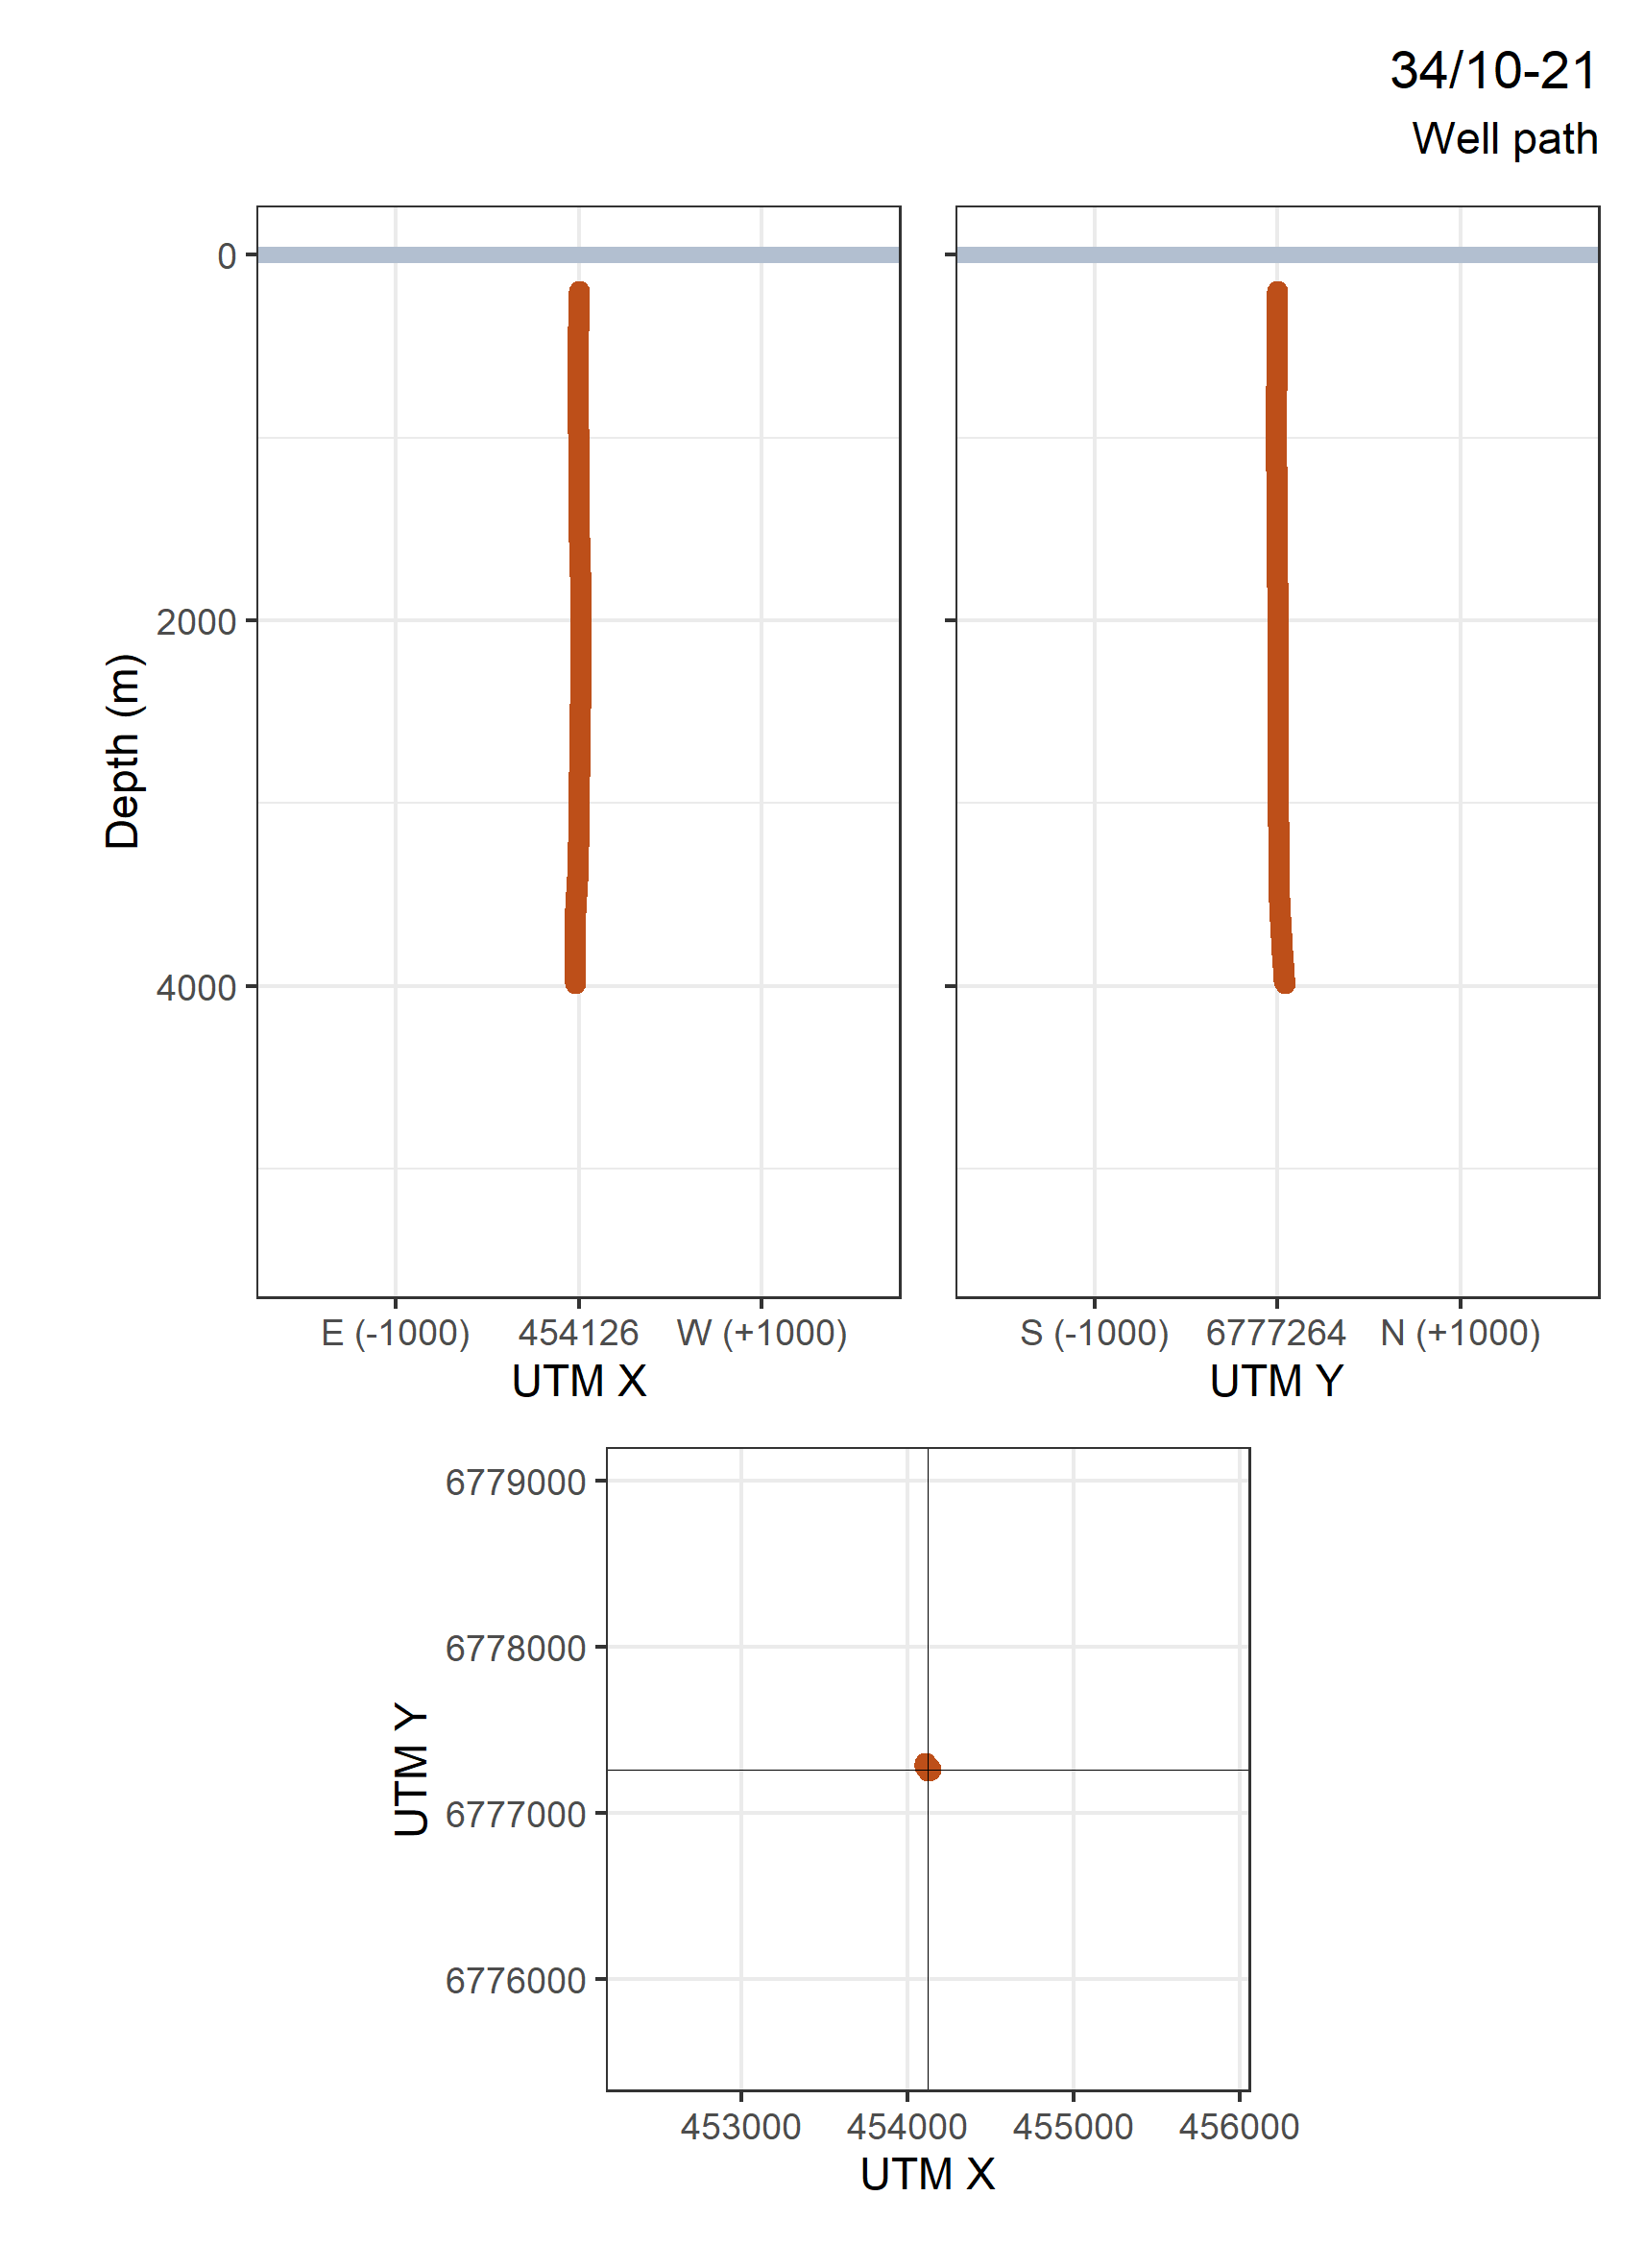 34/10-21
Well path
0
2000
4000
Depth (m)
E (-1000) 454126 W (+1000)
UTM X
S (-1000) 6777264 N (+1000)
UTM Y
6779000
6778000
6777000
6776000
UTM Y
453000 454000 455000 456000
UTM X